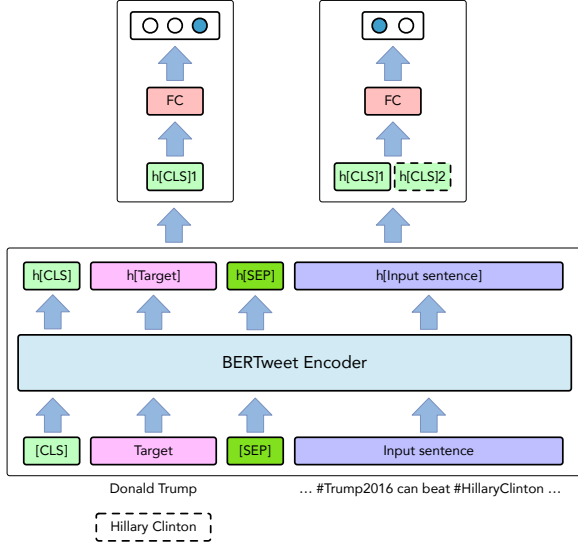 FC FC
h[CLS]1 h[CLS]1 h[CLS]2
h[CLS] h[Target] h[SEP] h[Input sentence]
BERTweet Encoder
[CLS] Target [SEP] Input sentence
Donald Trump ... #Trump2016 can beat #HillaryClinton ...
Hillary Clinton